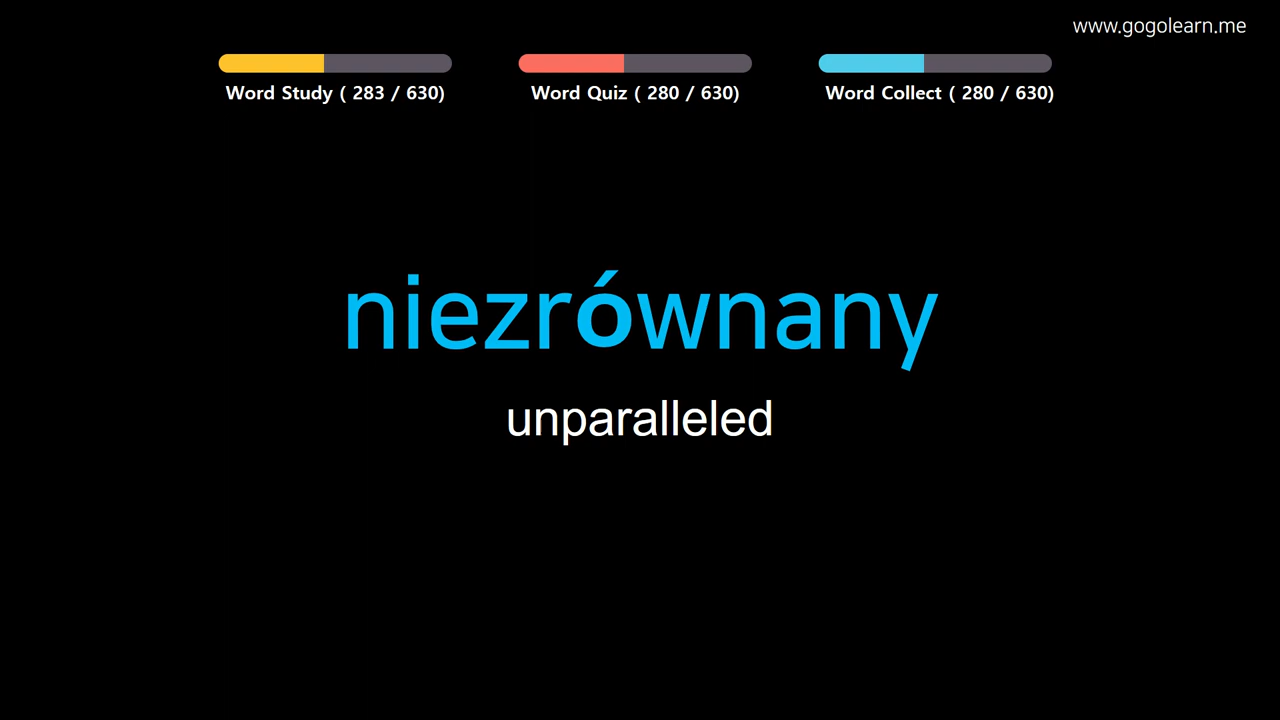 www.gogolearn.me
Word Study ( 283 / 630)
Word Quiz ( 280 / 630)
Word Collect ( 280 / 630)
niezrównany
unparalleled